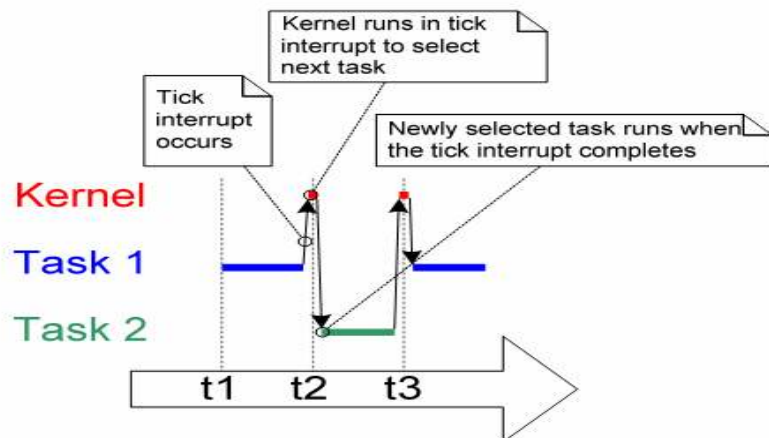 Kernel runs in tick
interrupt to select
next task
Tick
interrupt
occurs
Newly selected task runs when
the tick interrupt completes
Kernel
Task 1
Task 2
t1 t2 t3